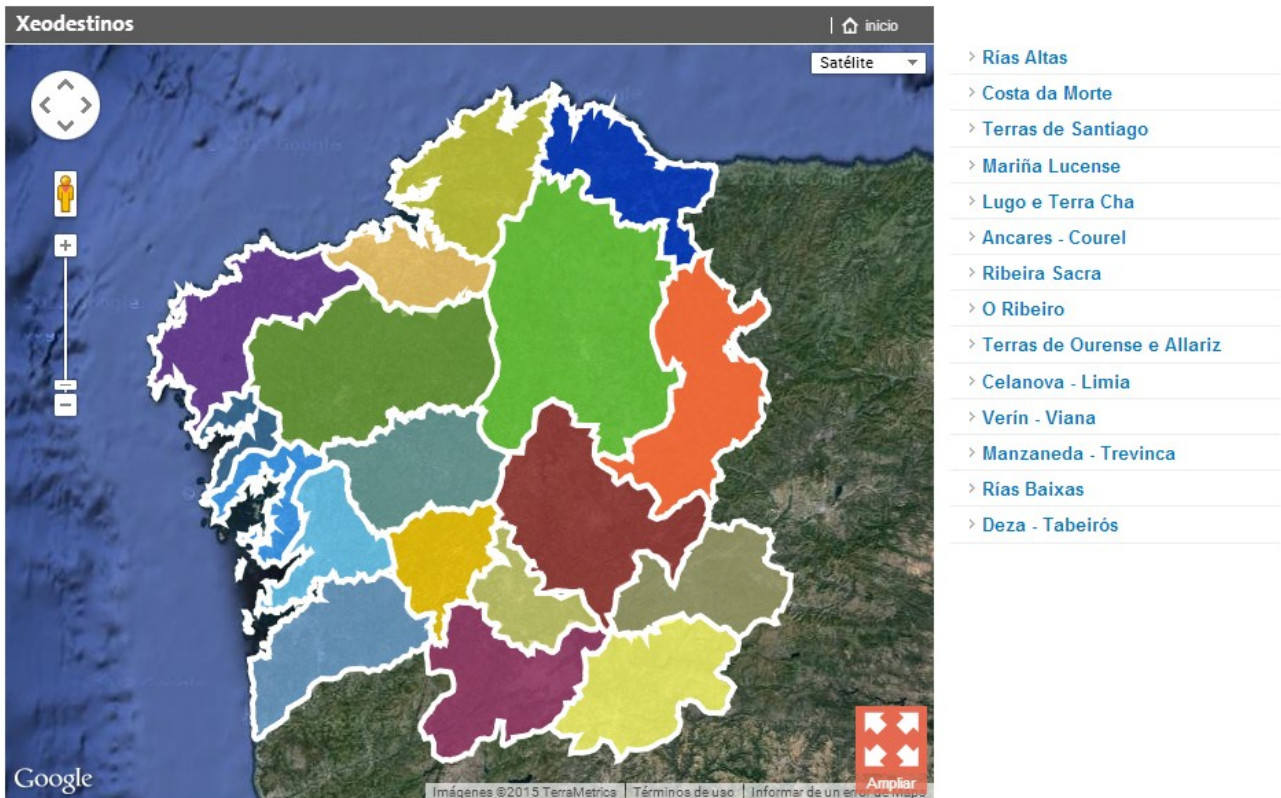 Xeodestinos
inicio
Satélite
Rías Altas
Costa da Morte
Terras de Santiago
Mariña Lucense
Lugo e Terra Cha
Ancares - Courel
Ribeira Sacra
O Ribeiro
Terras de Ourense e Allariz
Celanova - Limia
Verín - Viana
Manzaneda - Trevinca
Rías Baixas
Deza - Tabeirós
Ampliar
Google
Imágenes ©2015 TerraMetrica Términos de uso Informar de un error de Maps